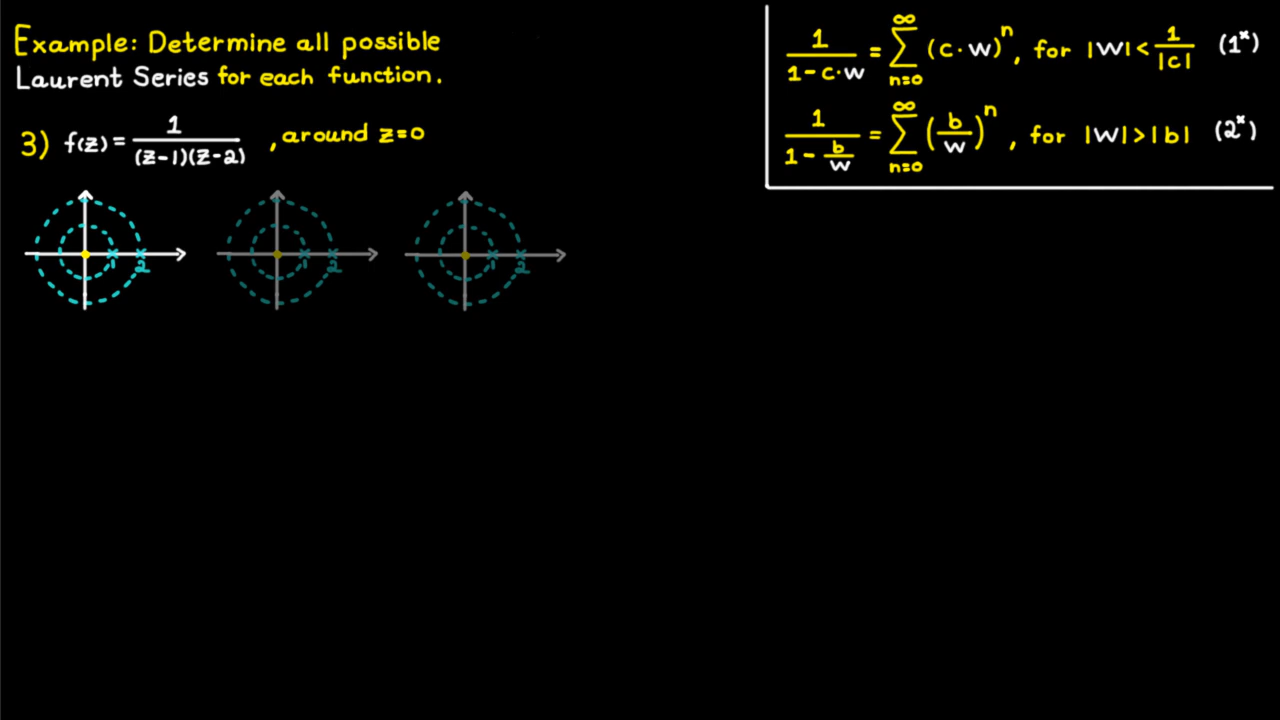 Example: Determine all possible
Laurent Series for each function.
3) f(z) = 1/((z-1)(z-2)) , around z=0
1 2
1 2
1 2
1/(1-c·w) = ∑_{n=0}^{∞} (c·w)^n, for |w| < 1/|c| (1*)
1/(1-b/w) = ∑_{n=0}^{∞} (b/w)^n, for |w|>|b| (2*)